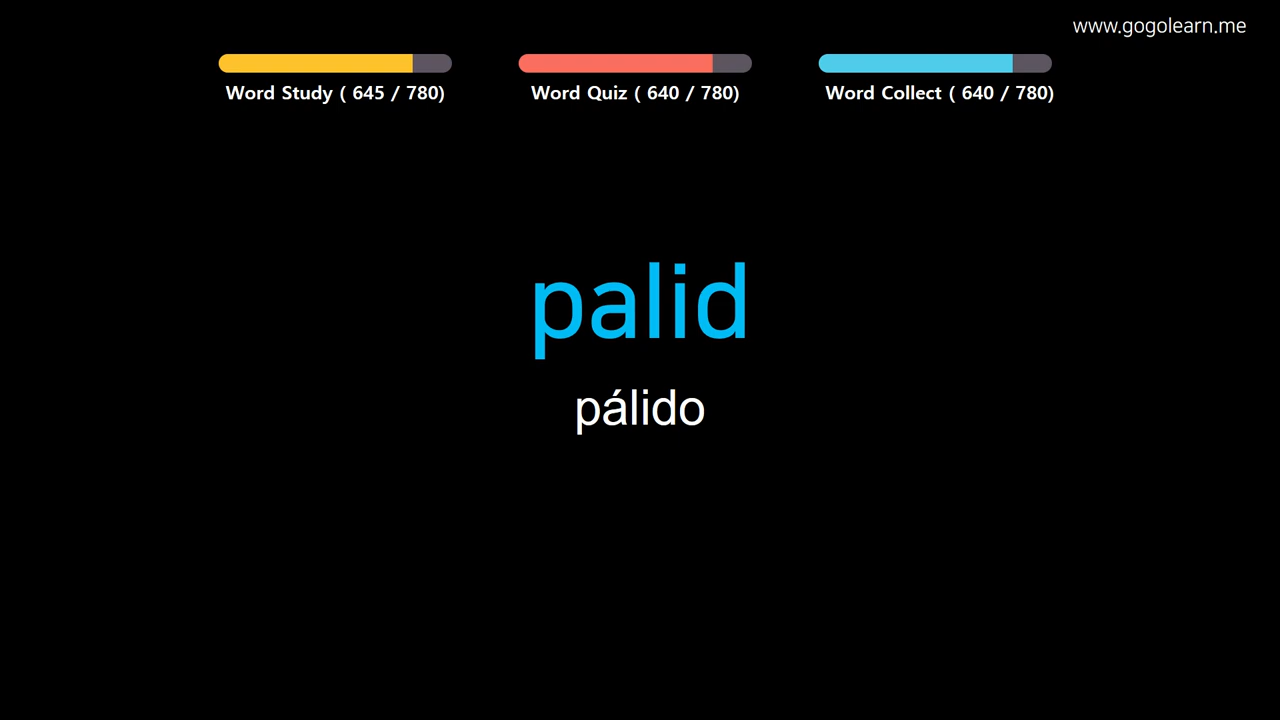 www.gogolearn.me
Word Study ( 645 / 780)
Word Quiz ( 640 / 780)
Word Collect ( 640 / 780)
palid
pálido